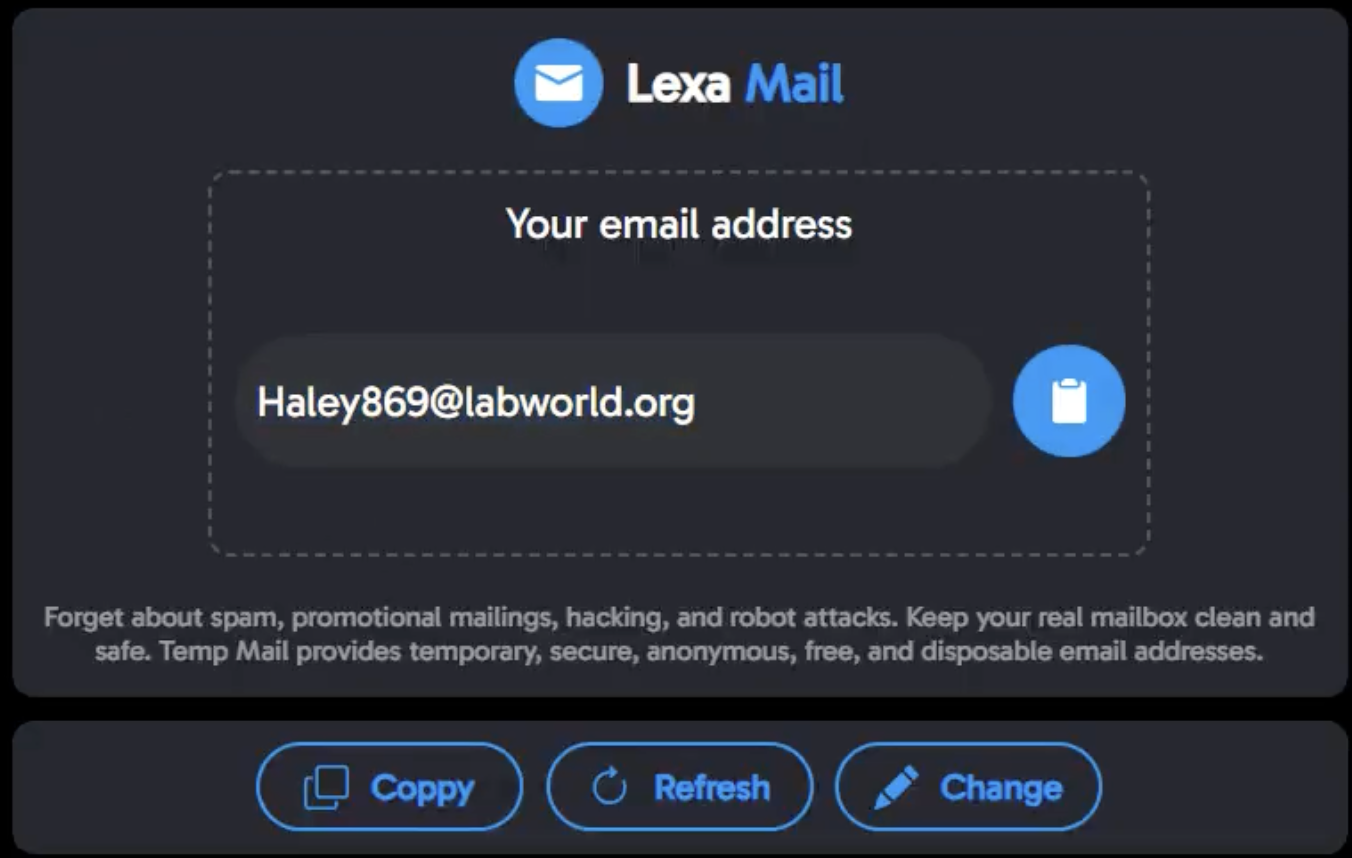 Lexa Mail
Your email address
Haley869@labworld.org
Forget about spam, promotional mailings, hacking, and robot attacks. Keep your real mailbox clean and
safe. Temp Mail provides temporary, secure, anonymous, free, and disposable email addresses.
Coppy Refresh Change